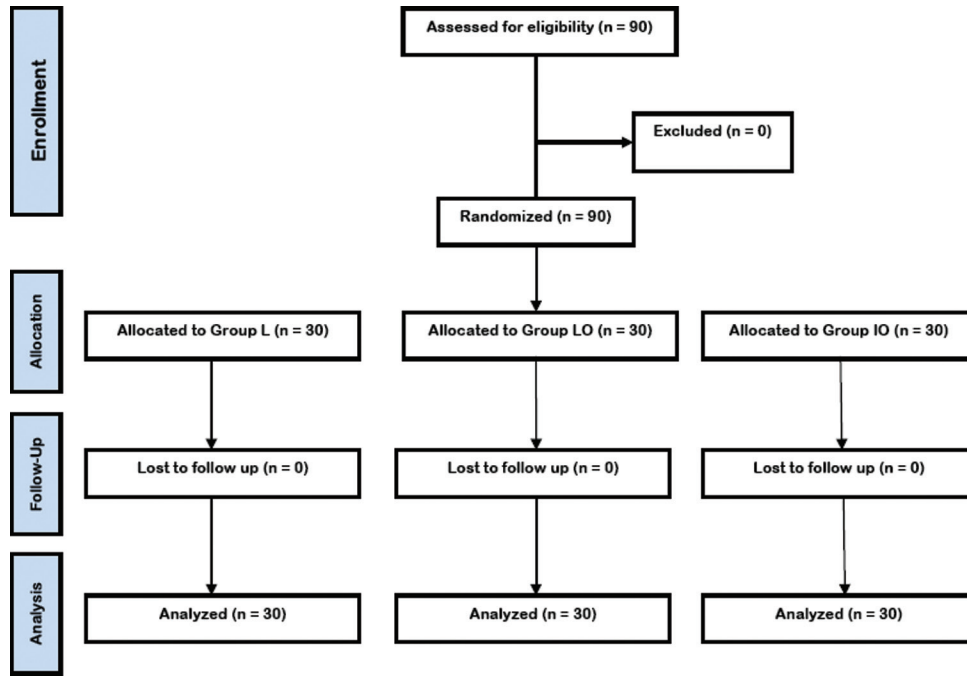 Enrollment
Assessed for eligibility (n = 90)
Excluded (n = 0)
Randomized (n = 90)
Allocation
Allocated to Group L (n = 30)
Allocated to Group LO (n = 30)
Allocated to Group IO (n = 30)
Follow-Up
Lost to follow up (n = 0)
Lost to follow up (n = 0)
Lost to follow up (n = 0)
Analysis
Analyzed (n = 30)
Analyzed (n = 30)
Analyzed (n = 30)